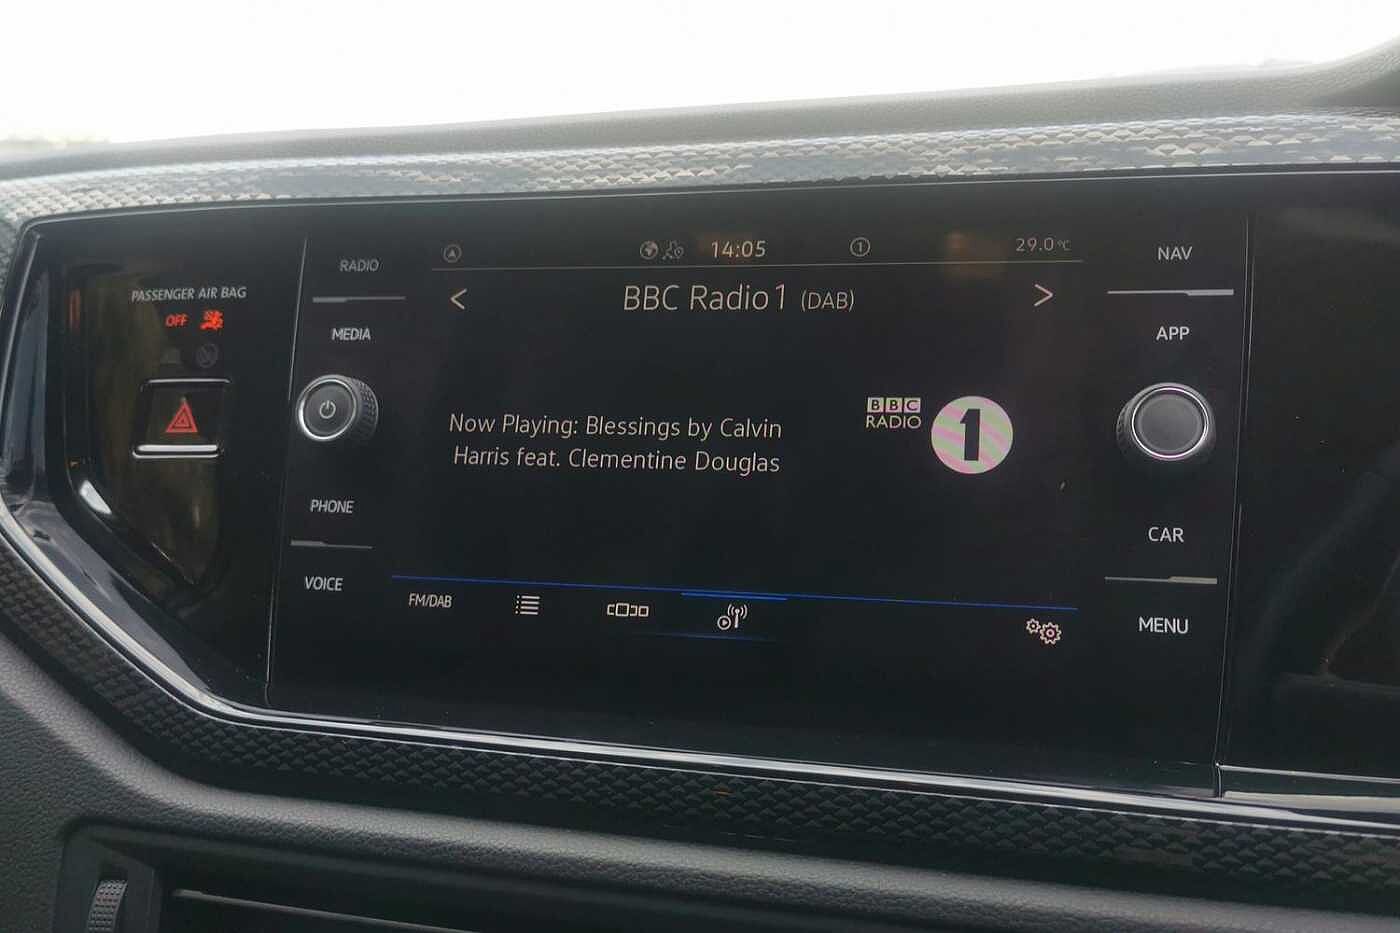 PASSENGER AIR BAG
OFF
RADIO
MEDIA
PHONE
VOICE
14:05
1
29.0°C
< BBC Radio 1 (DAB) >
Now Playing: Blessings by Calvin
Harris feat. Clementine Douglas
BBC
RADIO
1
FM/DAB
NAV
APP
CAR
MENU